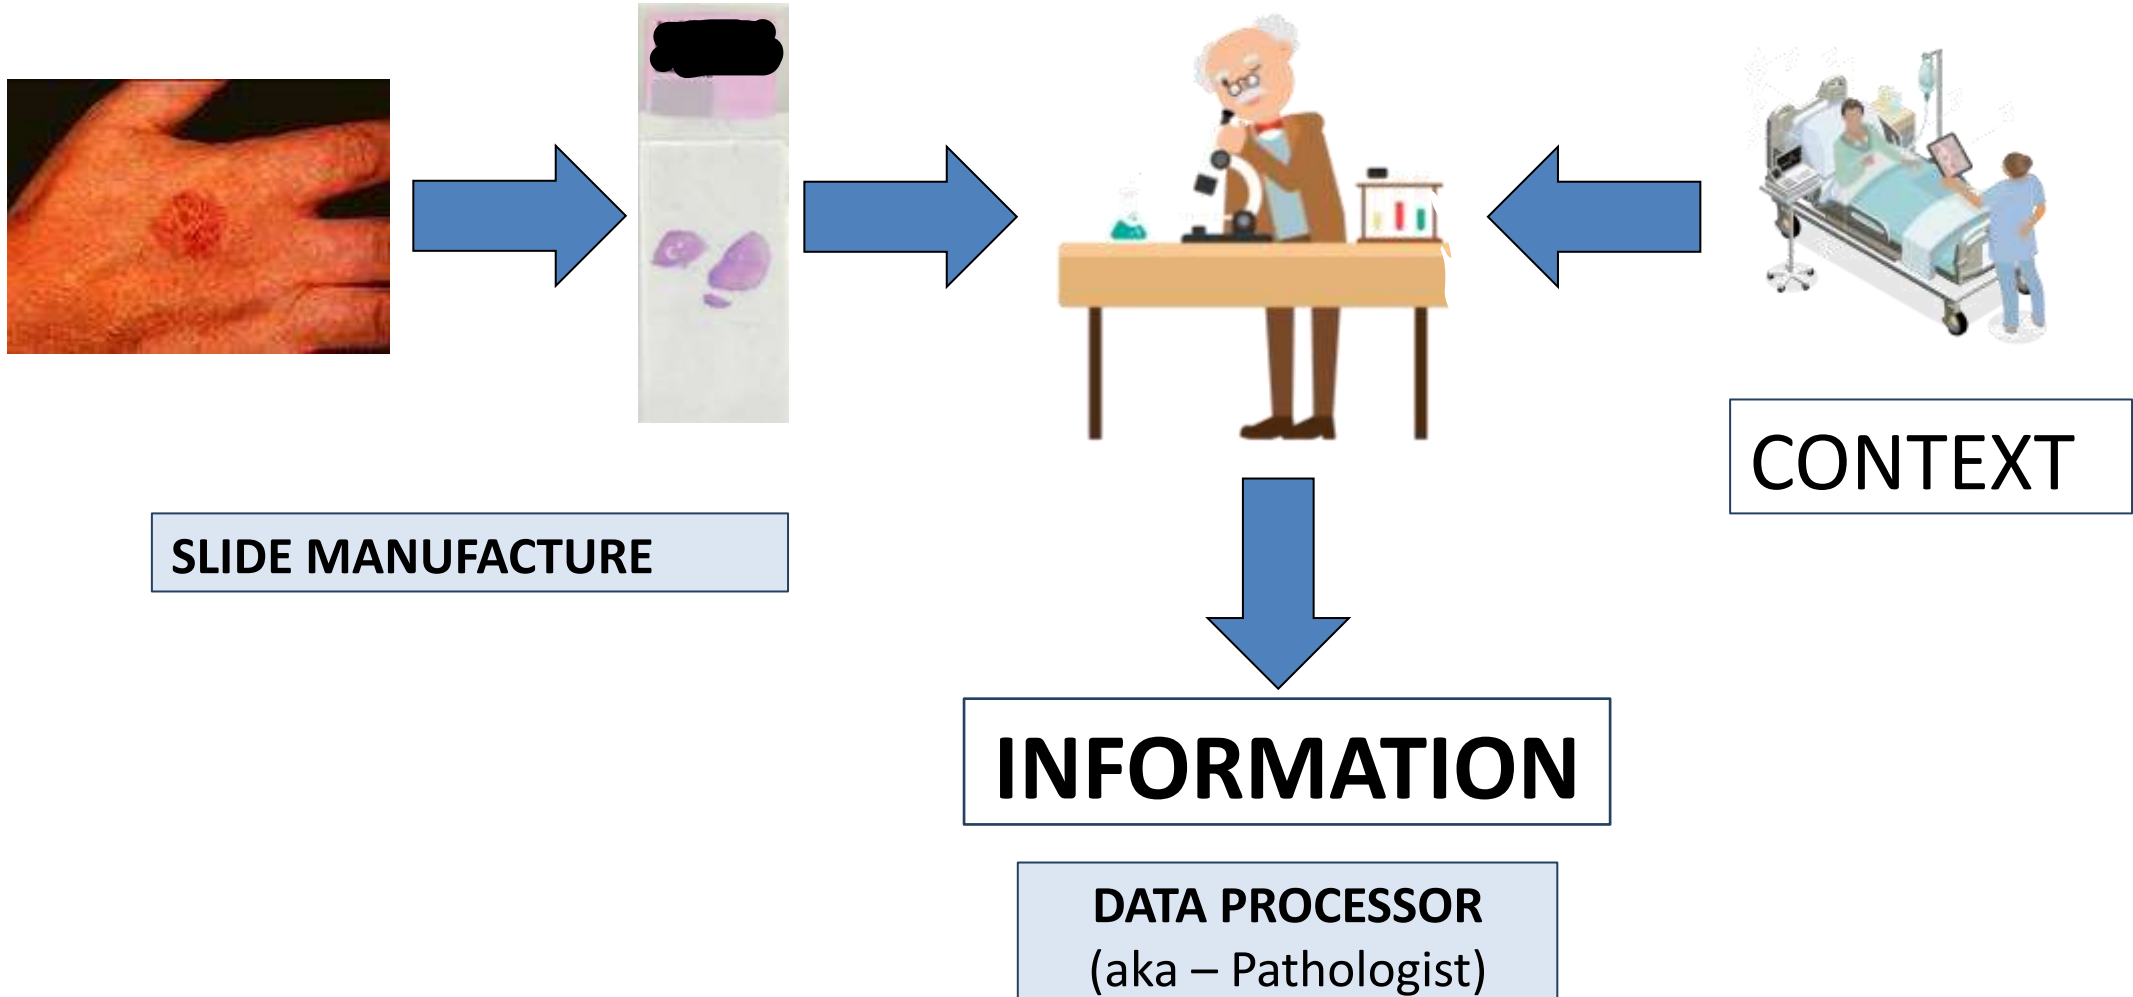 CONTEXT
SLIDE MANUFACTURE
INFORMATION
DATA PROCESSOR
(aka – Pathologist)